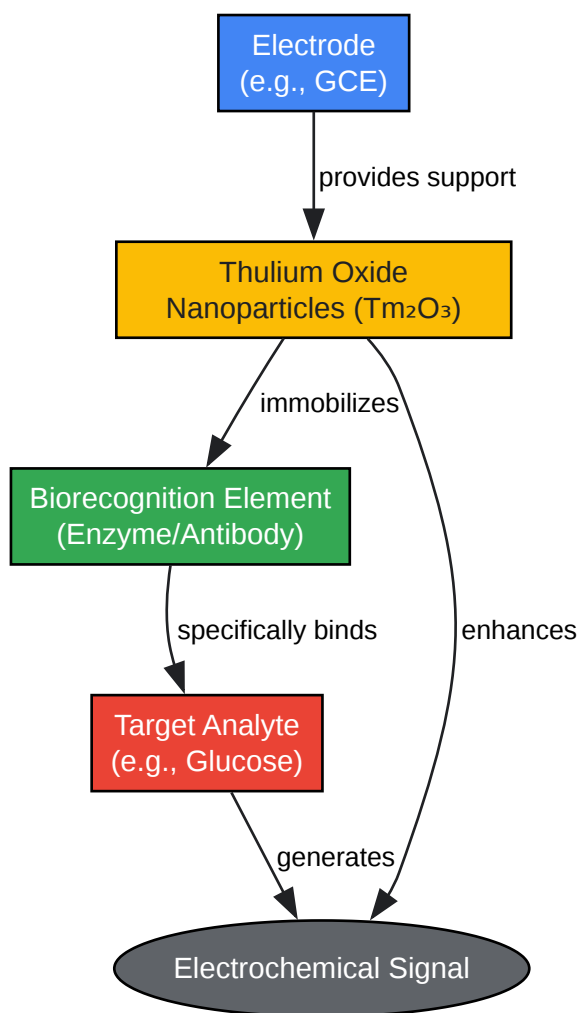 Electrode
(e.g., GCE)
provides support
Thulium Oxide
Nanoparticles (Tm₂O₃)
immobilizes
Biorecognition Element
(Enzyme/Antibody)
specifically binds
enhances
Target Analyte
(e.g., Glucose)
generates
Electrochemical Signal